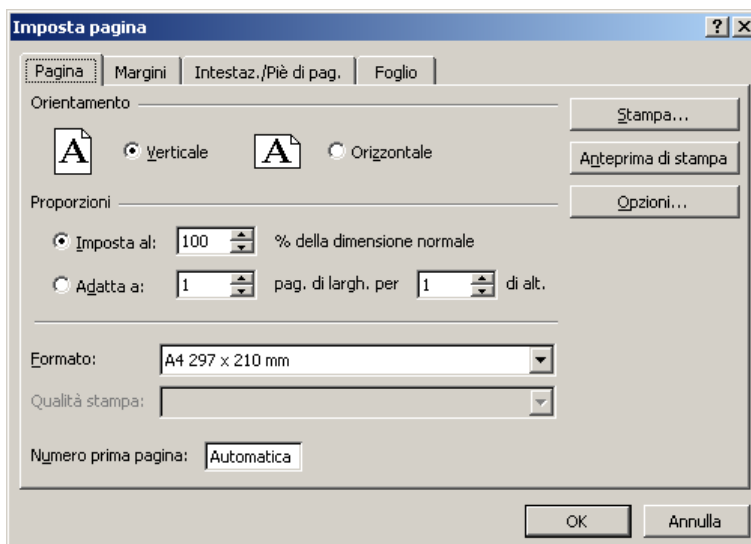 Imposta pagina
Pagina
Margini
Intestaz./Piè di pag.
Foglio
Orientamento
A
Verticale
A
Orizzontale
Stampa...
Anteprima di stampa
Opzioni...
Proporzioni
Imposta al: 100 % della dimensione normale
Adatta a: 1 pag. di largh. per 1 di alt.
Formato: A4 297 x 210 mm
Qualità stampa:
Numero prima pagina: Automatica
OK
Annulla